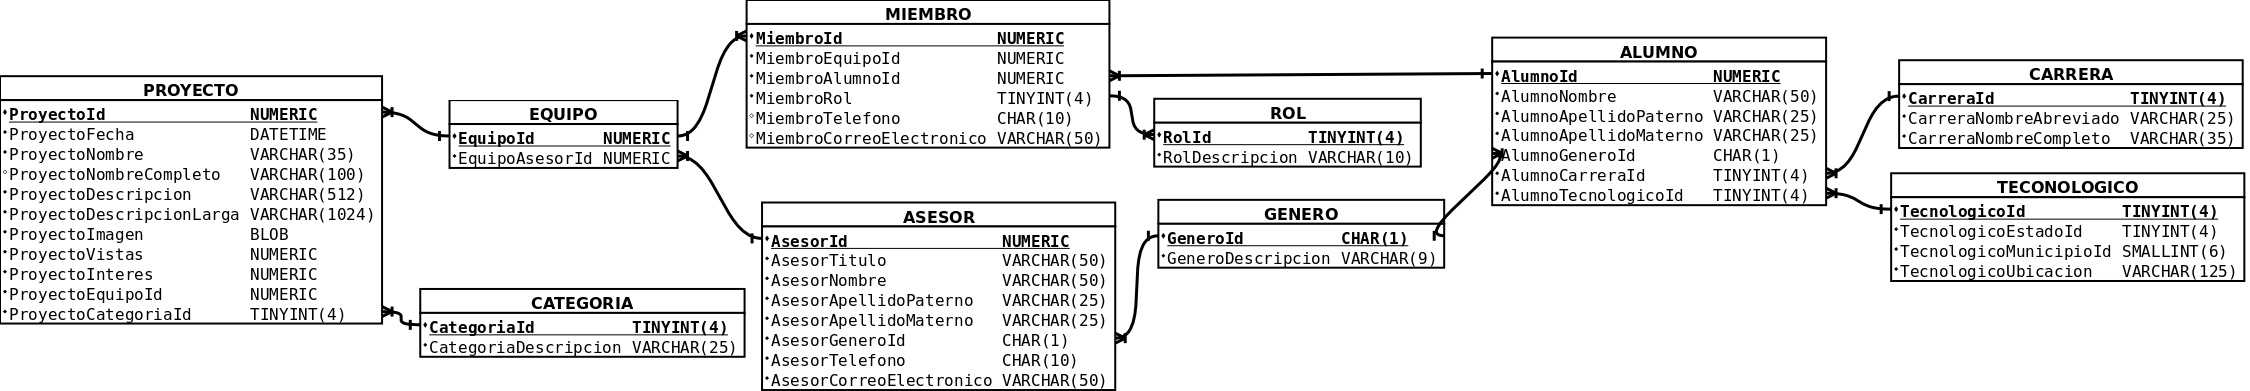 PROYECTO
ProyectoId NUMERIC
ProyectoFecha DATETIME
ProyectoNombre VARCHAR(35)
ProyectoNombreCompleto VARCHAR(100)
ProyectoDescripcion VARCHAR(512)
ProyectoDescripcionLarga VARCHAR(1024)
ProyectoImagen BLOB
ProyectoVistas NUMERIC
ProyectoInteres NUMERIC
ProyectoEquipoId NUMERIC
ProyectoCategoriaId TINYINT(4)
EQUIPO
EquipoId NUMERIC
EquipoAsesorId NUMERIC
CATEGORIA
CategoriaId TINYINT(4)
CategoriaDescripcion VARCHAR(25)
MIEMBRO
MiembroId NUMERIC
MiembroEquipoId NUMERIC
MiembroAlumnoId NUMERIC
MiembroRol TINYINT(4)
MiembroTelefono CHAR(10)
MiembroCorreoElectronico VARCHAR(50)
ASESOR
AsesorId NUMERIC
AsesorTitulo VARCHAR(50)
AsesorNombre VARCHAR(50)
AsesorApellidoPaterno VARCHAR(25)
AsesorApellidoMaterno VARCHAR(25)
AsesorGeneroId CHAR(1)
AsesorTelefono CHAR(10)
AsesorCorreoElectronico VARCHAR(50)
ROL
RolId TINYINT(4)
RolDescripcion VARCHAR(10)
GENERO
GeneroId CHAR(1)
GeneroDescripcion VARCHAR(9)
ALUMNO
AlumnoId NUMERIC
AlumnoNombre VARCHAR(50)
AlumnoApellidoPaterno VARCHAR(25)
AlumnoApellidoMaterno VARCHAR(25)
AlumnoGeneroId CHAR(1)
AlumnoCarreraId TINYINT(4)
AlumnoTecnologicoId TINYINT(4)
CARRERA
CarreraId TINYINT(4)
CarreraNombreAbreviado VARCHAR(25)
CarreraNombreCompleto VARCHAR(35)
TECONOLOGICO
TecnologicoId TINYINT(4)
TecnologicoEstadoId TINYINT(4)
TecnologicoMunicipioId SMALLINT(6)
TecnologicoUbicacion VARCHAR(125)